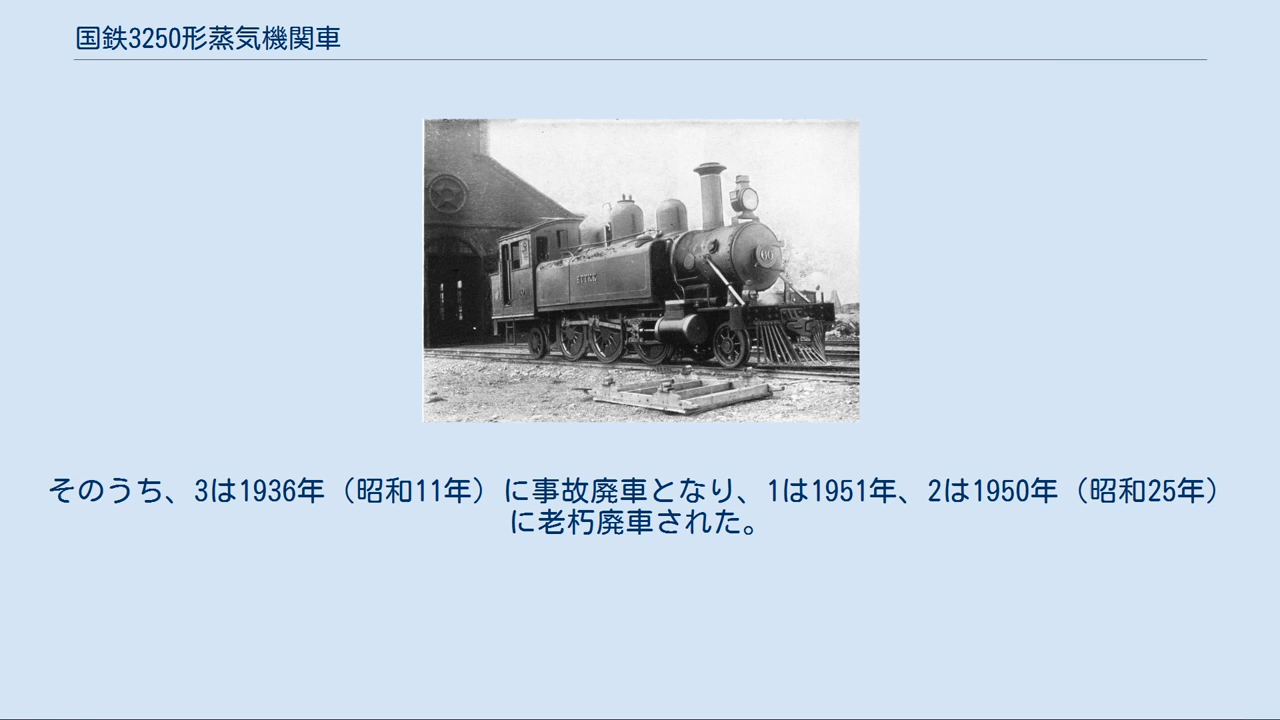 国鉄3250形蒸気機関車
60
そのうち、3は1936年（昭和11年）に事故廃車となり、1は1951年、2は1950年（昭和25年）
に老朽廃車された。